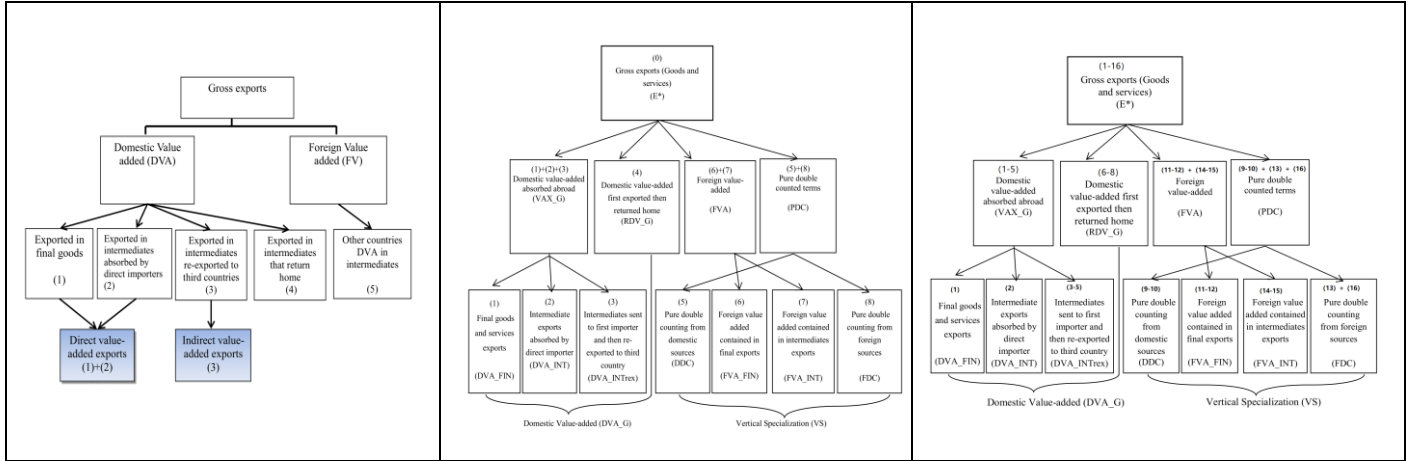 Gross exports
Domestic Value
added (DVA)
Foreign Value
added (FV)
Exported in
final goods
(1)
Exported in
intermediates
absorbed by
direct importers
(2)
Exported in
intermediates
re-exported to
third countries
(3)
Exported in
intermediates
that return
home
(4)
Other countries
DVA in
intermediates
(5)
Direct value-
added exports
(1)+(2)
Indirect value-
added exports
(3)
(0)
Gross exports (Goods and
services)
(E*)
(1)+(2)+(3)
Domestic value-added
absorbed abroad
(VAX_G)
(4)
Domestic value-added
first exported then
returned home
(RDV_G)
(6)+(7)
Foreign value-
added
(FVA)
(5)+(8)
Pure double
counted terms
(PDC)
(1)
Final goods
and services
exports
(DVA_FIN)
(2)
Intermediate
exports
absorbed by
direct importer
(DVA_INT)
(3)
Intermediates sent
to first importer
and then re-
exported to third
country
(DVA_INTrex)
(5)
Pure double
counting from
domestic
sources
(DDC)
(6)
Foreign value
added
contained in
final exports
(FVA_FIN)
(7)
Foreign value
added contained
in intermediate
exports
(FVA_INT)
(8)
Pure double
counting from
foreign
sources
(FDC)
Domestic Value-added (DVA_G)
Vertical Specialization (VS)
(1-16)
Gross exports (Goods
and services)
(E*)
(1-5)
Domestic
value-added
absorbed abroad
(VAX_G)
(6-8)
Domestic
value-added first
exported then
returned home
(RDV_G)
(11-12) + (14-15)
Foreign
value-added
(FVA)
(9-10) + (13) + (16)
Pure double
counted terms
(PDC)
(1)
Final goods
and services
exports
(DVA_FIN)
(2)
Intermediate
exports
absorbed by
direct
importer
(DVA_INT)
(3-5)
Intermediates
sent to first
importer and
then re-exported
to third country
(DVA_INTrex)
(9-10)
Pure double
counting
from
domestic
sources
(DDC)
(11-12)
Foreign
value added
contained in
final exports
(FVA_FIN)
(14-15)
Foreign value
added contained
in intermediates
exports
(FVA_INT)
(13) + (16)
Pure double
counting
from foreign
sources
(FDC)
Domestic Value-added (DVA_G)
Vertical Specialization (VS)